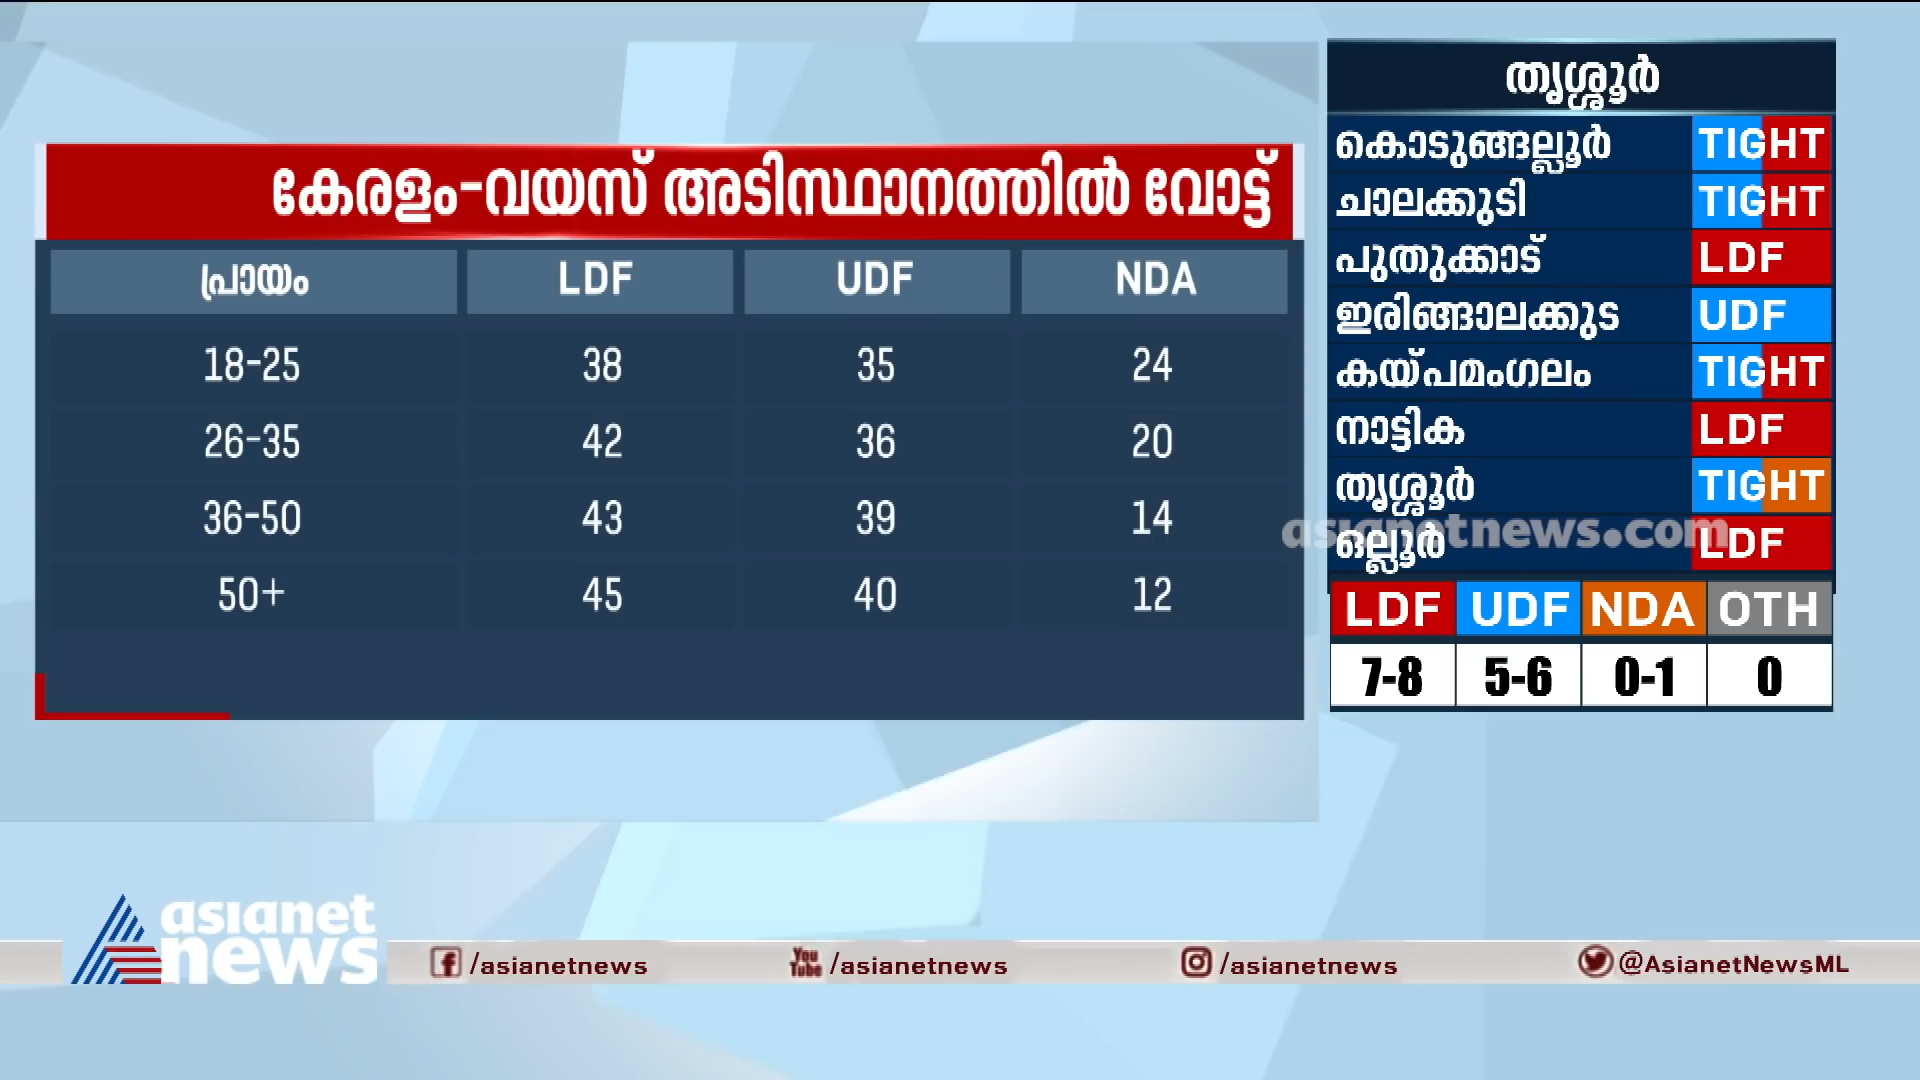 കേരളം-വയസ് അടിസ്ഥാനത്തിൽ വോട്ട്
പ്രായം LDF UDF NDA
18-25 38 35 24
26-35 42 36 20
36-50 43 39 14
50+ 45 40 12
തൃശ്ശൂർ
കൊടുങ്ങല്ലൂർ TIGHT
ചാലക്കുടി TIGHT
പുതുക്കാട് LDF
ഇരിങ്ങാലക്കുട UDF
കയ്പമംഗലം TIGHT
നാട്ടിക LDF
തൃശ്ശൂർ TIGHT
asianetnews.com
ഒല്ലൂർ LDF
LDF UDF NDA OTH
7-8 5-6 0-1 0
asianet
news
/asianetnews You Tube /asianetnews /asianetnews @AsianetNewsML